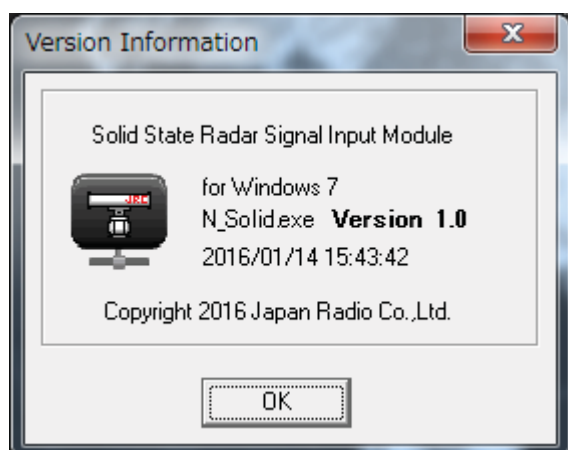 Version Information
Solid State Radar Signal Input Module
JRC
for Windows 7
N_Solid.exe Version 1.0
2016/01/14 15:43:42
Copyright 2016 Japan Radio Co.,Ltd.
OK